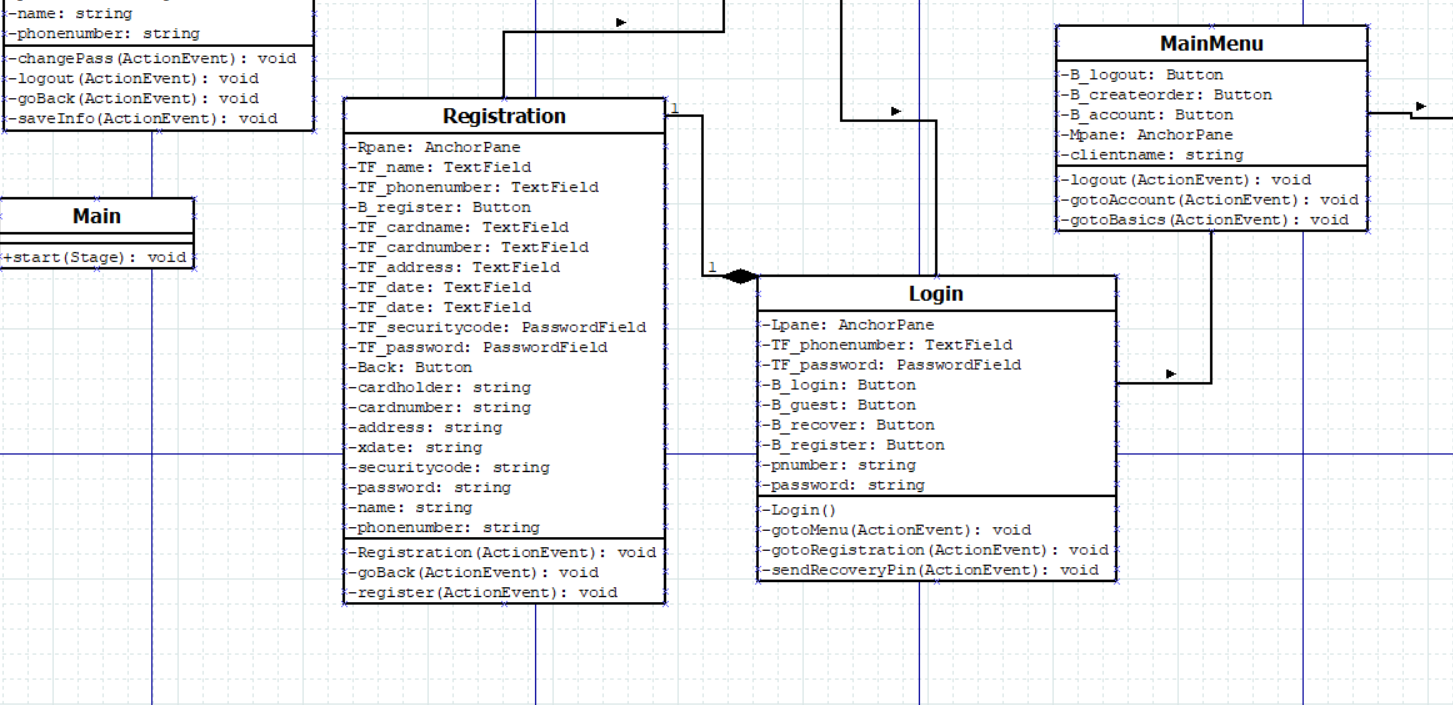 -name: string
-phonenumber: string
-changePass(ActionEvent): void
-logout(ActionEvent): void
-goBack(ActionEvent): void
-saveInfo(ActionEvent): void
Main
+start(Stage): void
Registration
-Rpane: AnchorPane
-TF_name: TextField
-TF_phonenumber: TextField
-B_register: Button
-TF_cardname: TextField
-TF_cardnumber: TextField
-TF_address: TextField
-TF_date: TextField
-TF_date: TextField
-TF_securitycode: PasswordField
-TF_password: PasswordField
-Back: Button
-cardholder: string
-cardnumber: string
-address: string
-xdate: string
-securitycode: string
-password: string
-name: string
-phonenumber: string
-Registration(ActionEvent): void
-goBack(ActionEvent): void
-register(ActionEvent): void
1
1
Login
-Lpane: AnchorPane
-TF_phonenumber: TextField
-TF_password: PasswordField
-B_login: Button
-B_guest: Button
-B_recover: Button
-B_register: Button
-pnumber: string
-password: string
-Login()
-gotoMenu(ActionEvent): void
-gotoRegistration(ActionEvent): void
-sendRecoveryPin(ActionEvent): void
MainMenu
-B_logout: Button
-B_createorder: Button
-B_account: Button
-Mpane: AnchorPane
-clientname: string
-logout(ActionEvent): void
-gotoAccount(ActionEvent): void
-gotoBasics(ActionEvent): void